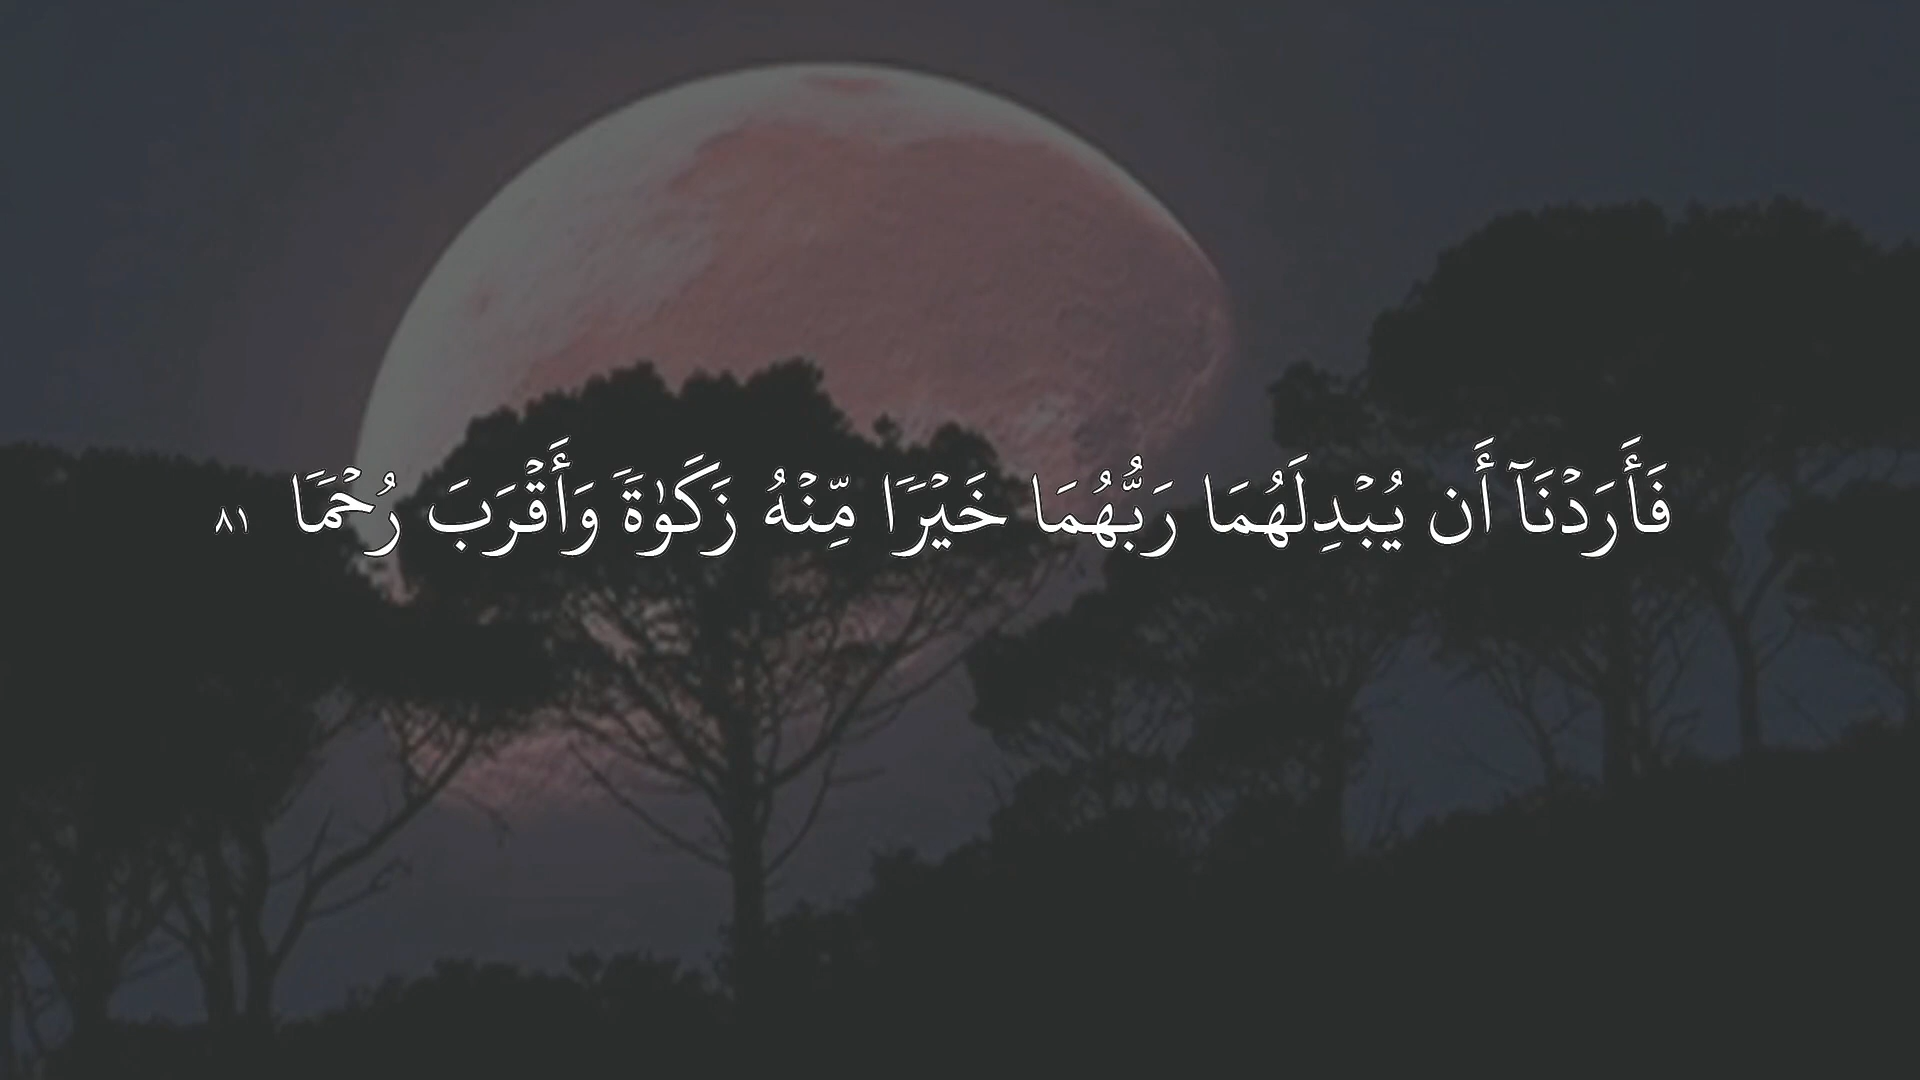 فَأَرَدۡنَآ أَن يُبۡدِلَهُمَا رَبُّهُمَا خَيۡرٗا مِّنۡهُ زَكَوٰةٗ وَأَقۡرَبَ رُحۡمٗا ٨١